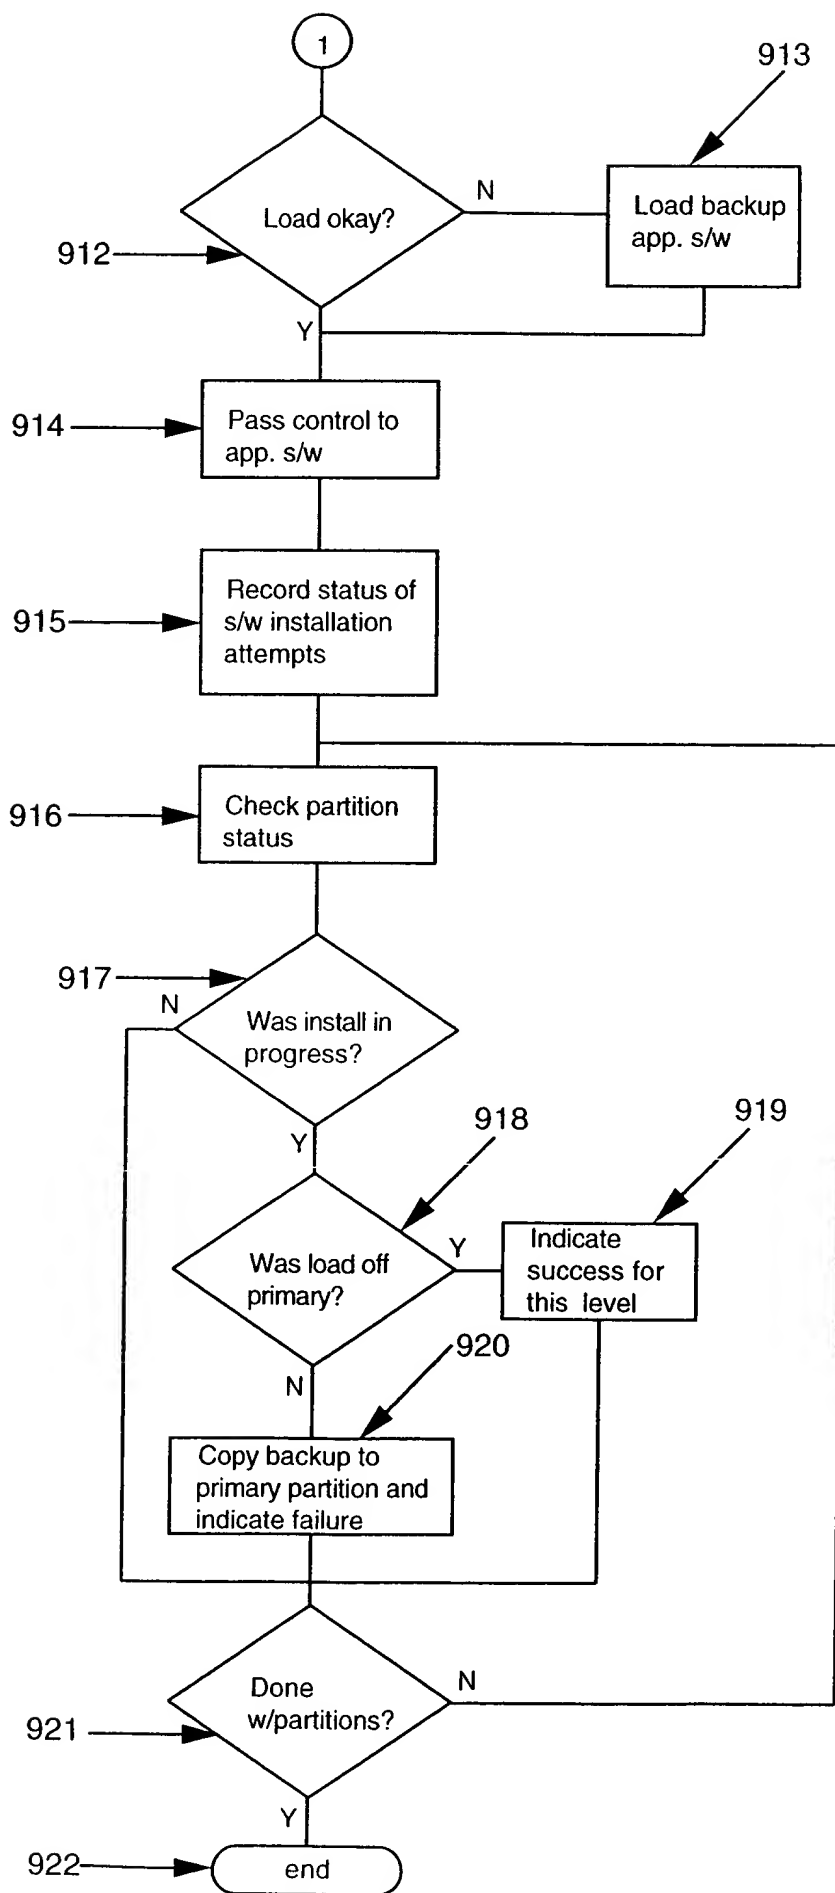 1
913
Load okay?
N
Load backup
app. s/w
912
Y
914
Pass control to
app. s/w
915
Record status of
s/w installation
attempts
916
Check partition
status
917
N
Was install in
progress?
Y
918
919
Was load off
primary?
Y
Indicate
success for
this level
N
920
Copy backup to
primary partition and
indicate failure
Done
w/partitions?
N
921
Y
922
end